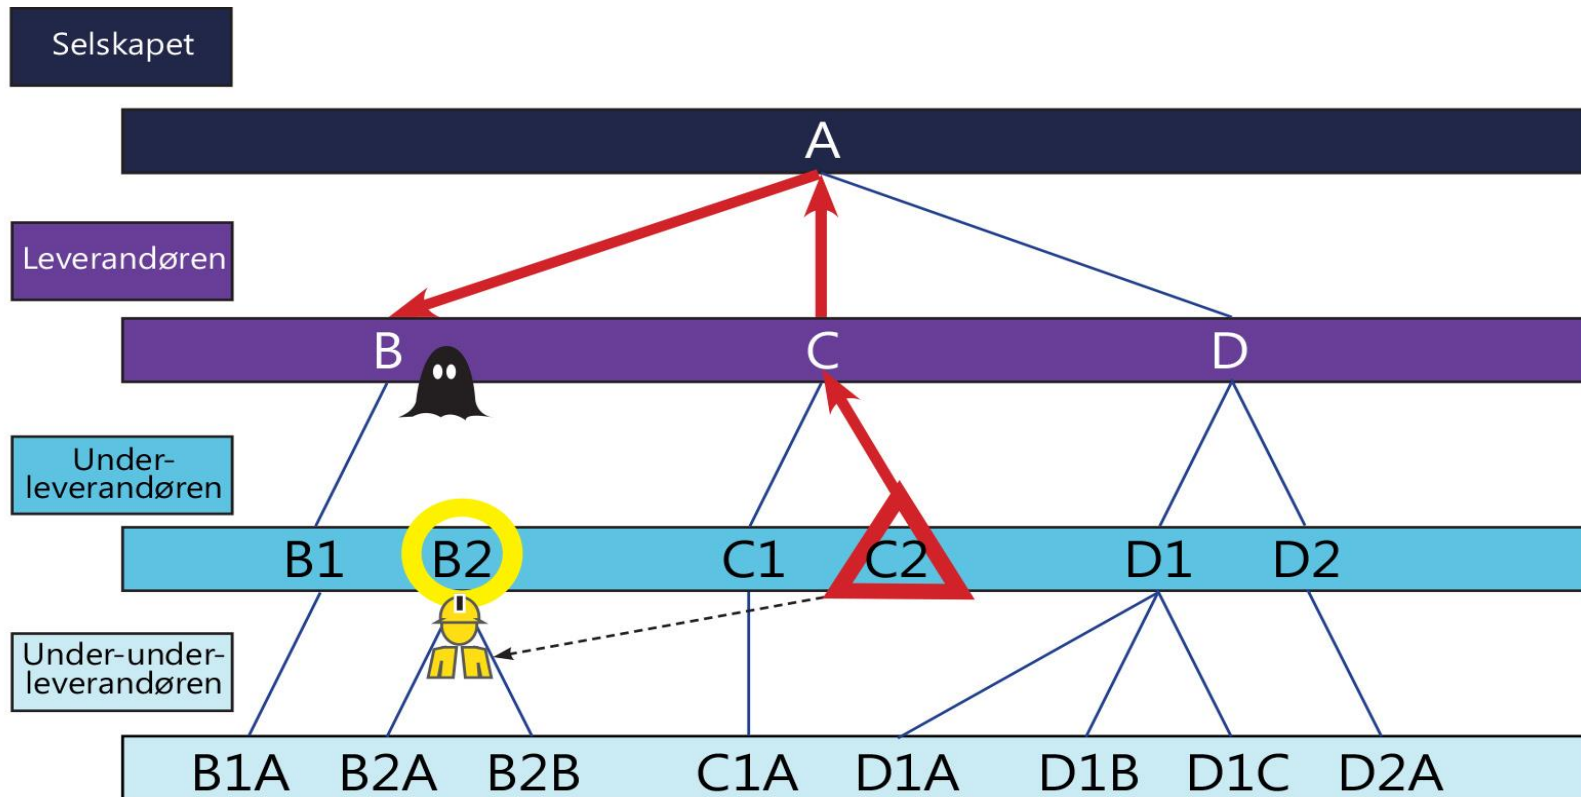 Selskapet
A
Leverandøren
B C D
Under-
leverandøren
B1 B2 C1 C2 D1 D2
Under-under-
leverandøren
B1A B2A B2B C1A D1A D1B D1C D2A